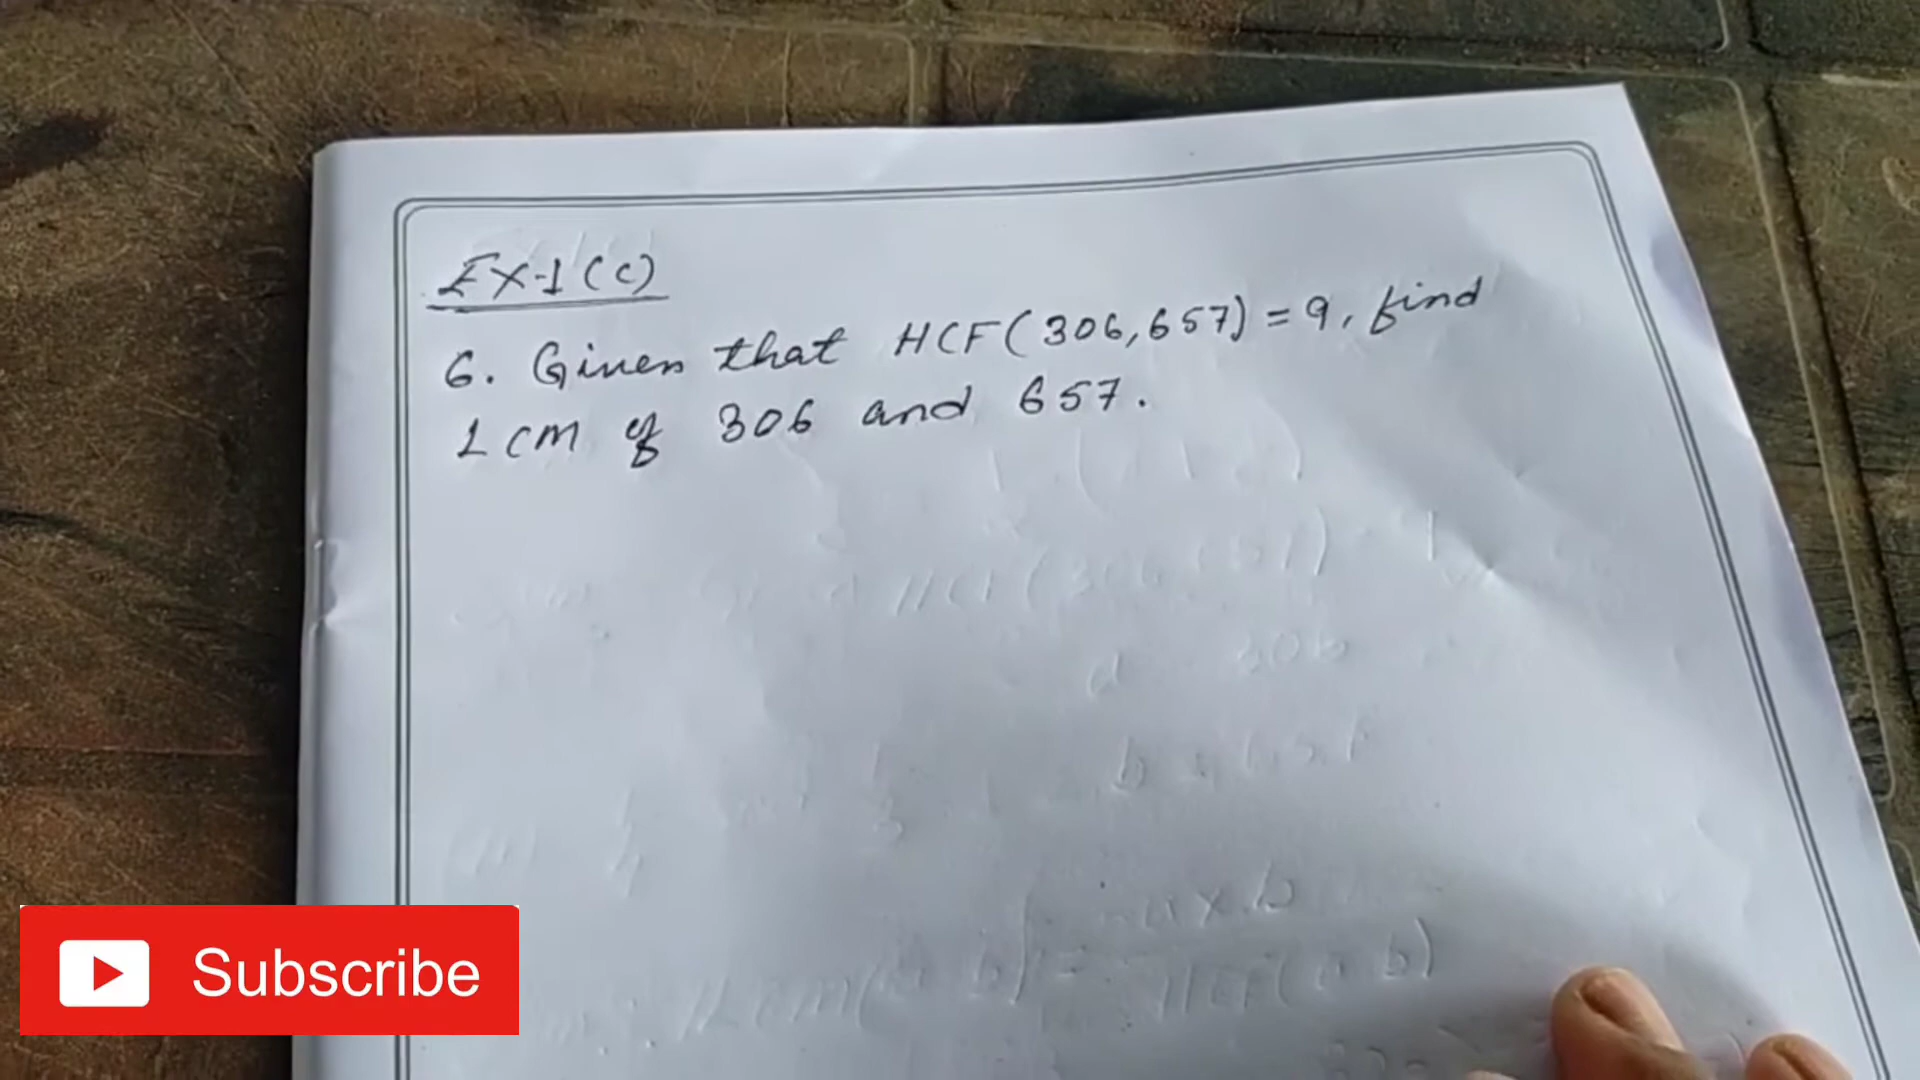 EX-1(c)
6. Given that HCF(306,657)=9, find
LCM of 306 and 657.
Subscribe